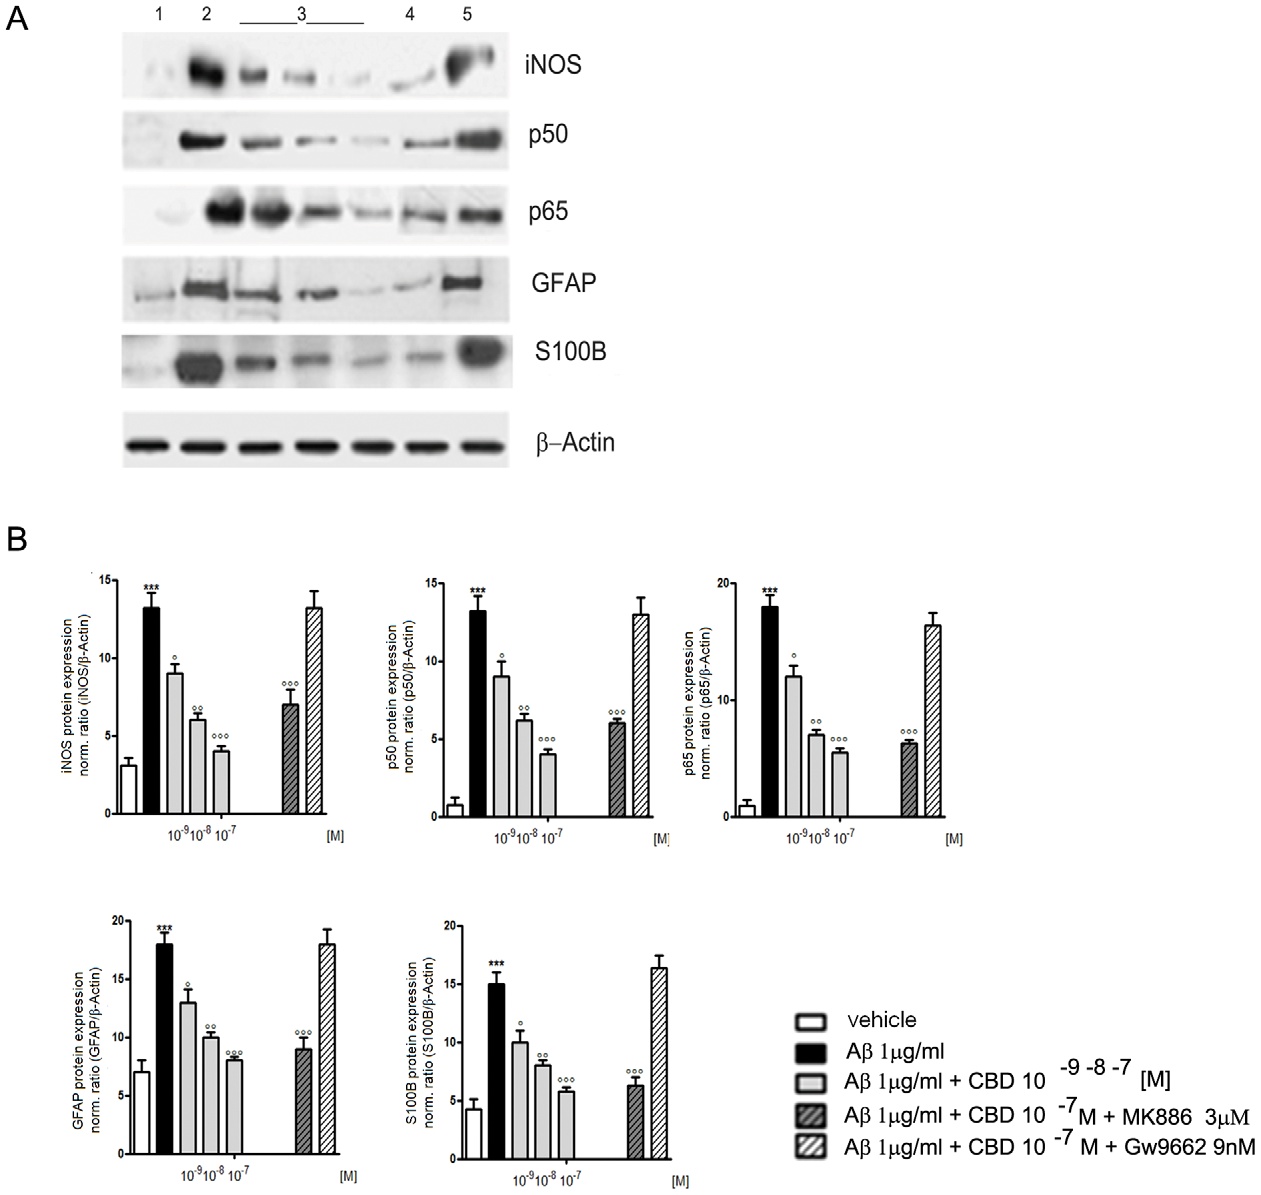 A
1 2 3 4 5
iNOS
p50
p65
GFAP
S100B
β–Actin
B
iNOS protein expression
norm. ratio (iNOS/β-Actin)
15
10
5
0
***
°
°°
°°°
°°°
10-9 10-8 10-7 [M]
p50 protein expression
norm. ratio (p50/β-Actin)
15
10
5
0
***
°
°°
°°°
°°°
10-9 10-8 10-7 [M]
p65 protein expression
norm. ratio (p65/β-Actin)
20
10
0
***
°
°°
°°°
°°°
10-9 10-8 10-7 [M]
GFAP protein expression
norm. ratio (GFAP/β-Actin)
20
15
10
5
0
***
°
°°
°°°
°°°
10-9 10-8 10-7 [M]
S100B protein expression
norm. ratio (S100B/β-Actin)
20
15
10
5
0
***
°
°°
°°°
°°°
10-9 10-8 10-7 [M]
vehicle
Aβ 1µg/ml
Aβ 1µg/ml + CBD 10 -9 -8 -7 [M]
Aβ 1µg/ml + CBD 10 -7 M + MK886 3µM
Aβ 1µg/ml + CBD 10 -7 M + Gw9662 9nM